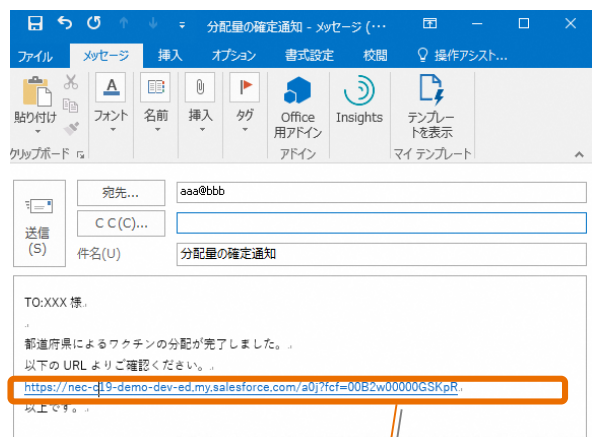 分配量の確定通知 - メッセージ (…
ファイル メッセージ 挿入 オプション 書式設定 校閲 操作アシスト...
貼り付け フォント 名前 挿入 タグ Office 用アドイン Insights テンプレートを表示
クリップボード アドイン マイ テンプレート
宛先... aaa@bbb
C C (C)...
送信
(S)
件名(U) 分配量の確定通知
TO:XXX 様
都道府県によるワクチンの分配が完了しました。
以下の URL よりご確認ください。
https://nec-c19-demo-dev-ed.my.salesforce.com/a0j?fcf=00B2w00000GSKpR
以上です。